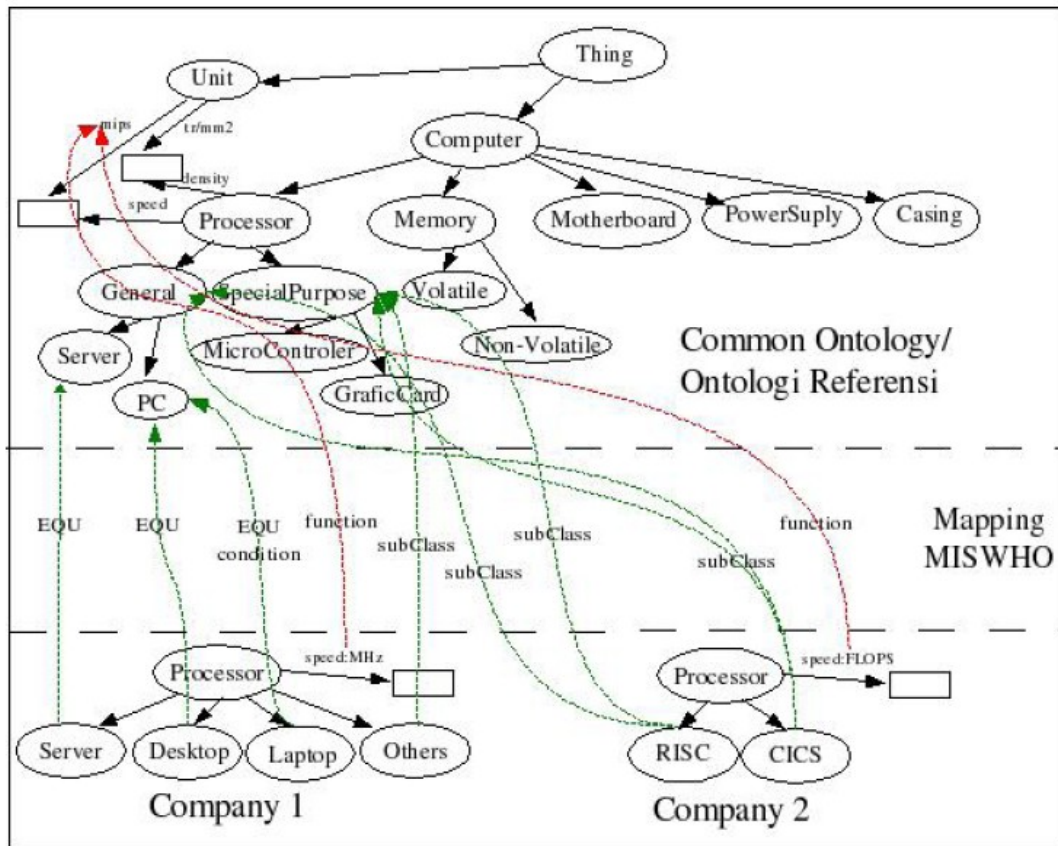 Thing
Unit
mips
tr/mm2
Computer
density
speed
Processor
Memory
Motherboard
PowerSuply
Casing
General
SpecialPurpose
Volatile
Server
MicroControler
Non-Volatile
PC
GraficCard
Common Ontology/
Ontologi Referensi
EQU
EQU
EQU
condition
function
subClass
subClass
subClass
function
subClass
Mapping
MISWHO
Processor
speed:MHz
Processor
speed:FLOPS
Server
Desktop
Laptop
Others
RISC
CICS
Company 1
Company 2